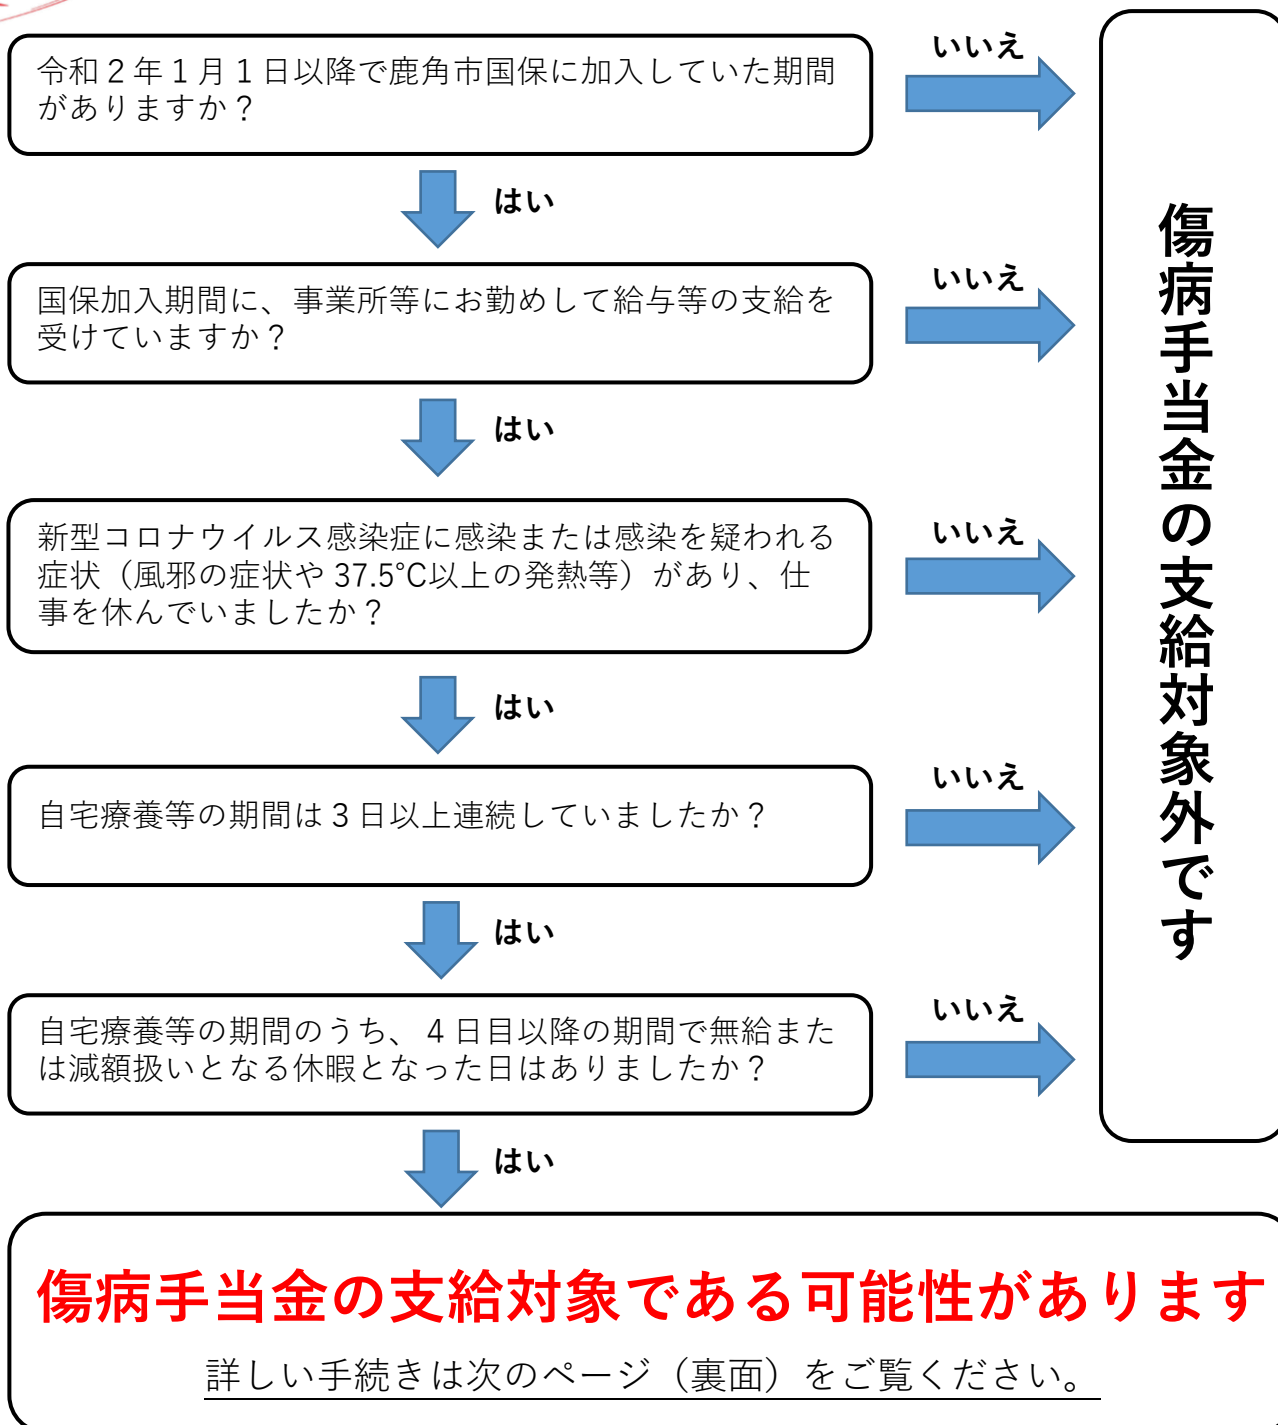 令和２年１月１日以降で鹿角市国保に加入していた期間
がありますか？
いいえ
はい
国保加入期間に、事業所等にお勤めして給与等の支給を
受けていますか？
いいえ
はい
新型コロナウイルス感染症に感染または感染を疑われる
症状（風邪の症状や 37.5℃以上の発熱等）があり、仕
事を休んでいましたか？
いいえ
はい
自宅療養等の期間は３日以上連続していましたか？
いいえ
はい
自宅療養等の期間のうち、４日目以降の期間で無給また
は減額扱いとなる休暇となった日はありましたか？
いいえ
はい
傷病手当金の支給対象外です
傷病手当金の支給対象である可能性があります
詳しい手続きは次のページ（裏面）をご覧ください。